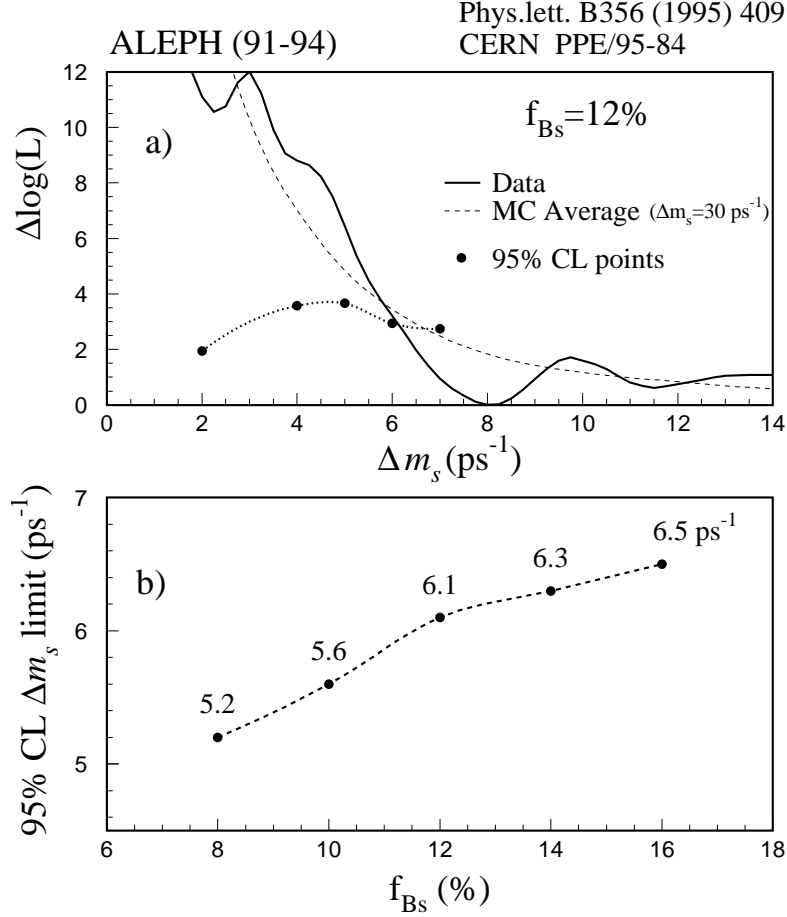 Phys.lett. B356 (1995) 409
ALEPH (91-94)
CERN PPE/95-84
a)
f_Bs=12%
Data
MC Average (Δm_s=30 ps⁻¹)
95% CL points
Δlog(L)
12
10
8
6
4
2
0
0 2 4 6 8 10 12 14
Δm_s (ps⁻¹)
b)
5.2
5.6
6.1
6.3
6.5 ps⁻¹
95% CL Δm_s limit (ps⁻¹)
7
6
5
6 8 10 12 14 16 18
f_Bs (%)